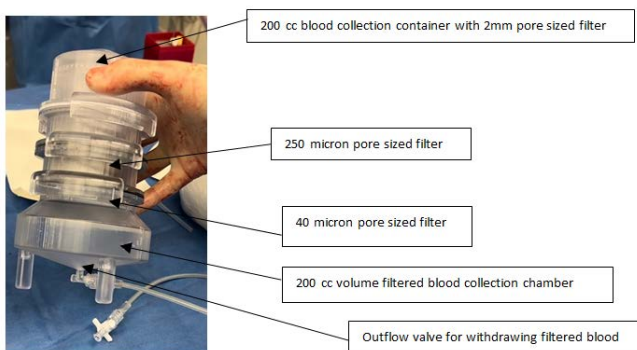 200 cc blood collection container with 2mm pore sized filter
250 micron pore sized filter
40 micron pore sized filter
200 cc volume filtered blood collection chamber
Outflow valve for withdrawing filtered blood